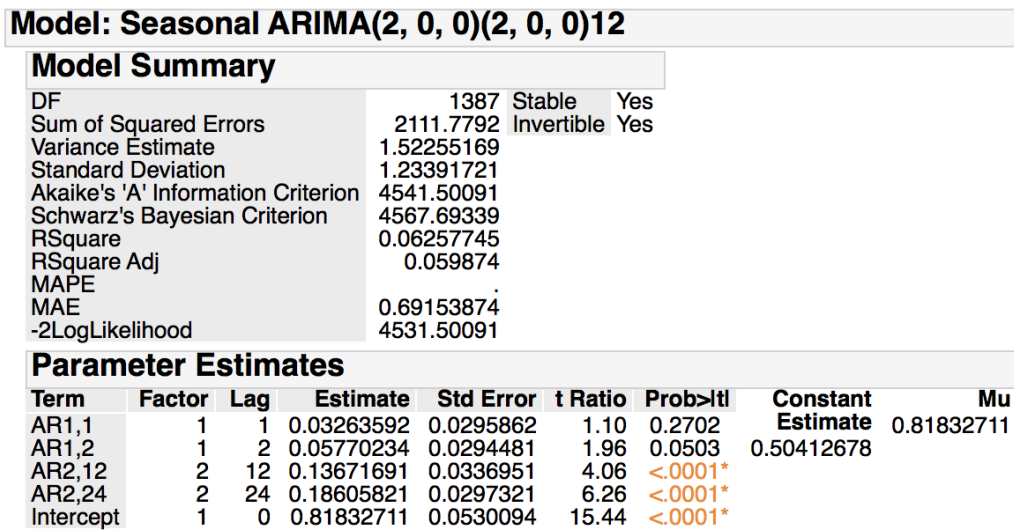 Model: Seasonal ARIMA(2, 0, 0)(2, 0, 0)12
Model Summary
DF 1387 Stable Yes
Sum of Squared Errors 2111.7792 Invertible Yes
Variance Estimate 1.52255169
Standard Deviation 1.23391721
Akaike's 'A' Information Criterion 4541.50091
Schwarz's Bayesian Criterion 4567.69339
RSquare 0.06257745
RSquare Adj 0.059874
MAPE .
MAE 0.69153874
-2LogLikelihood 4531.50091
Parameter Estimates
Term Factor Lag Estimate Std Error t Ratio Prob>ltl Constant Estimate Mu
AR1,1 1 1 0.03263592 0.0295862 1.10 0.2702 0.50412678 0.81832711
AR1,2 1 2 0.05770234 0.0294481 1.96 0.0503
AR2,12 2 12 0.13671691 0.0336951 4.06 <.0001*
AR2,24 2 24 0.18605821 0.0297321 6.26 <.0001*
Intercept 1 0 0.81832711 0.0530094 15.44 <.0001*